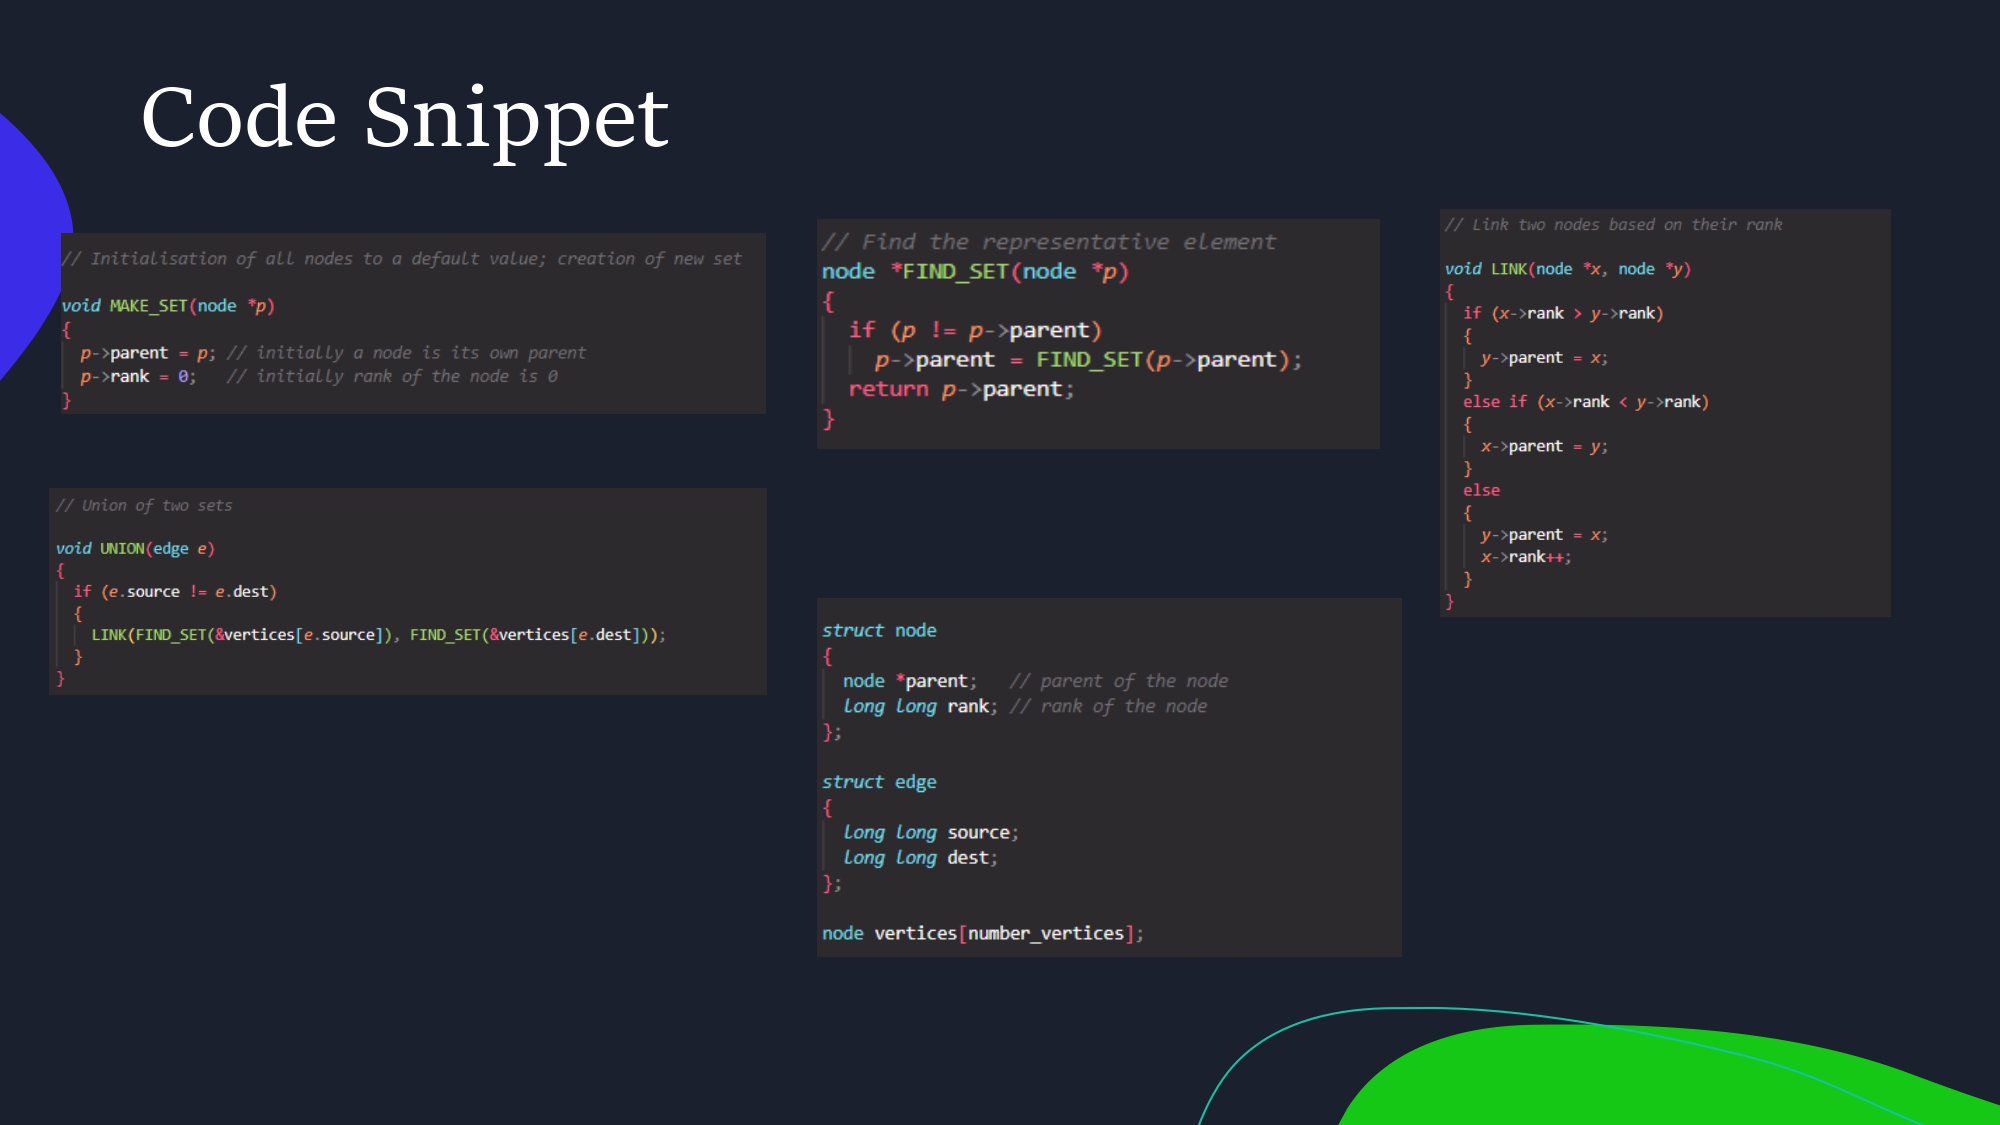 Code Snippet
// Initialisation of all nodes to a default value; creation of new set
void MAKE_SET(node *p)
{
p->parent = p; // initially a node is its own parent
p->rank = 0;   // initially rank of the node is 0
}
// Union of two sets
void UNION(edge e)
{
if (e.source != e.dest)
{
LINK(FIND_SET(&vertices[e.source]), FIND_SET(&vertices[e.dest]));
}
}
// Find the representative element
node *FIND_SET(node *p)
{
if (p != p->parent)
p->parent = FIND_SET(p->parent);
return p->parent;
}
struct node
{
node *parent;   // parent of the node
long long rank; // rank of the node
};
struct edge
{
long long source;
long long dest;
};
node vertices[number_vertices];
// Link two nodes based on their rank
void LINK(node *x, node *y)
{
if (x->rank > y->rank)
{
y->parent = x;
}
else if (x->rank < y->rank)
{
x->parent = y;
}
else
{
y->parent = x;
x->rank++;
}
}